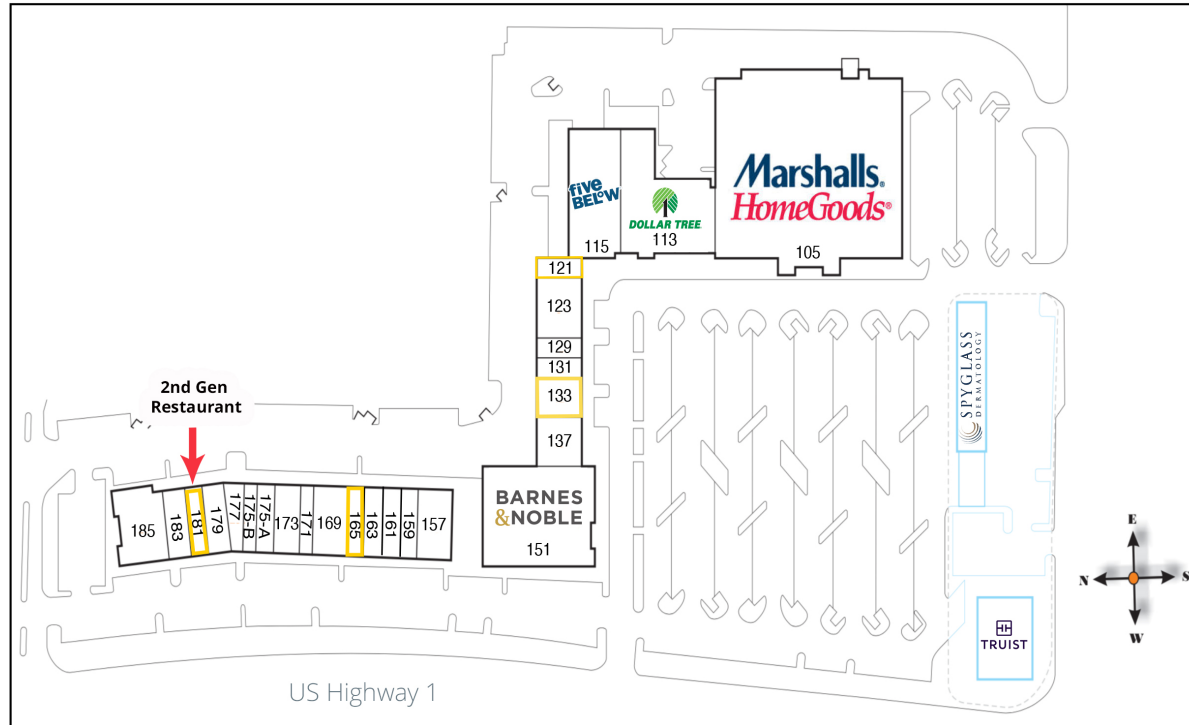 Marshalls.
HomeGoods®
105
five
BEL°W
115
DOLLAR TREE
113
121
123
129
131
133
137
2nd Gen
Restaurant
BARNES
&NOBLE
151
185
183
181
179
177
175-B
175-A
173
171
169
165
163
161
159
157
SPYGLASS
DERMATOLOGY
TRUIST
E
N
S
W
US Highway 1